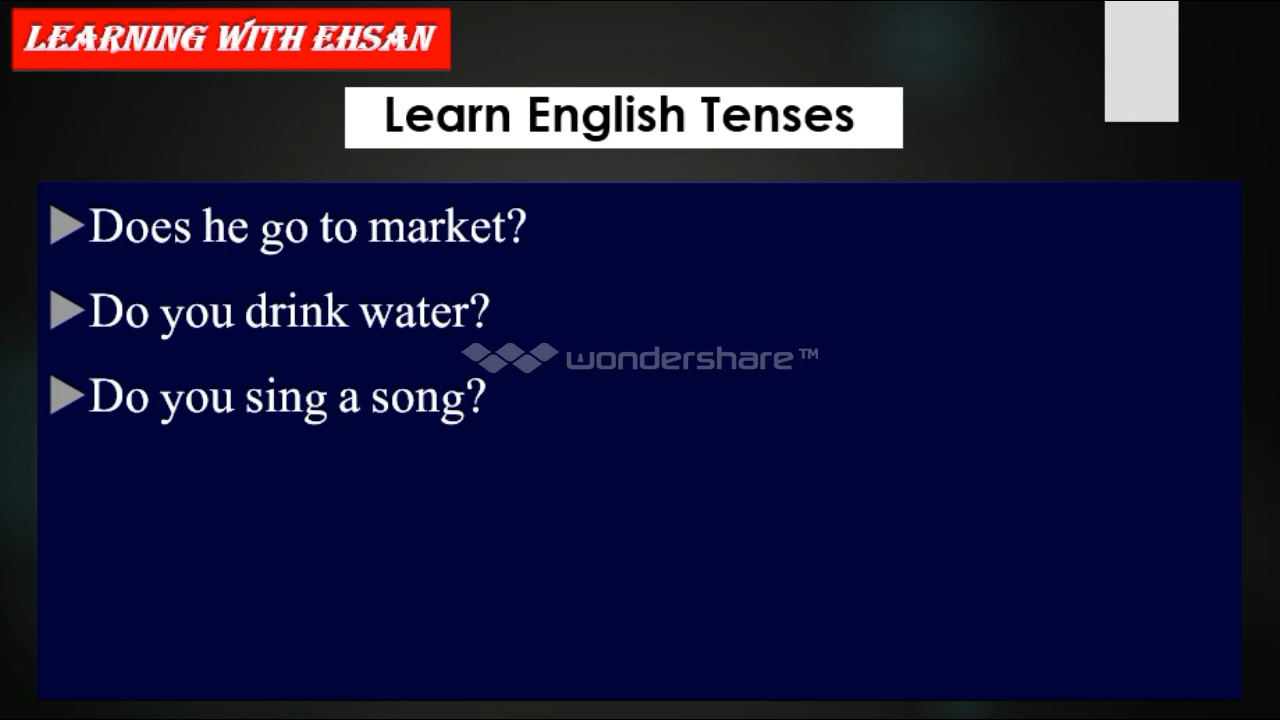 LEARNING WITH EHSAN
Learn English Tenses
Does he go to market?
Do you drink water?
wondershare™
Do you sing a song?